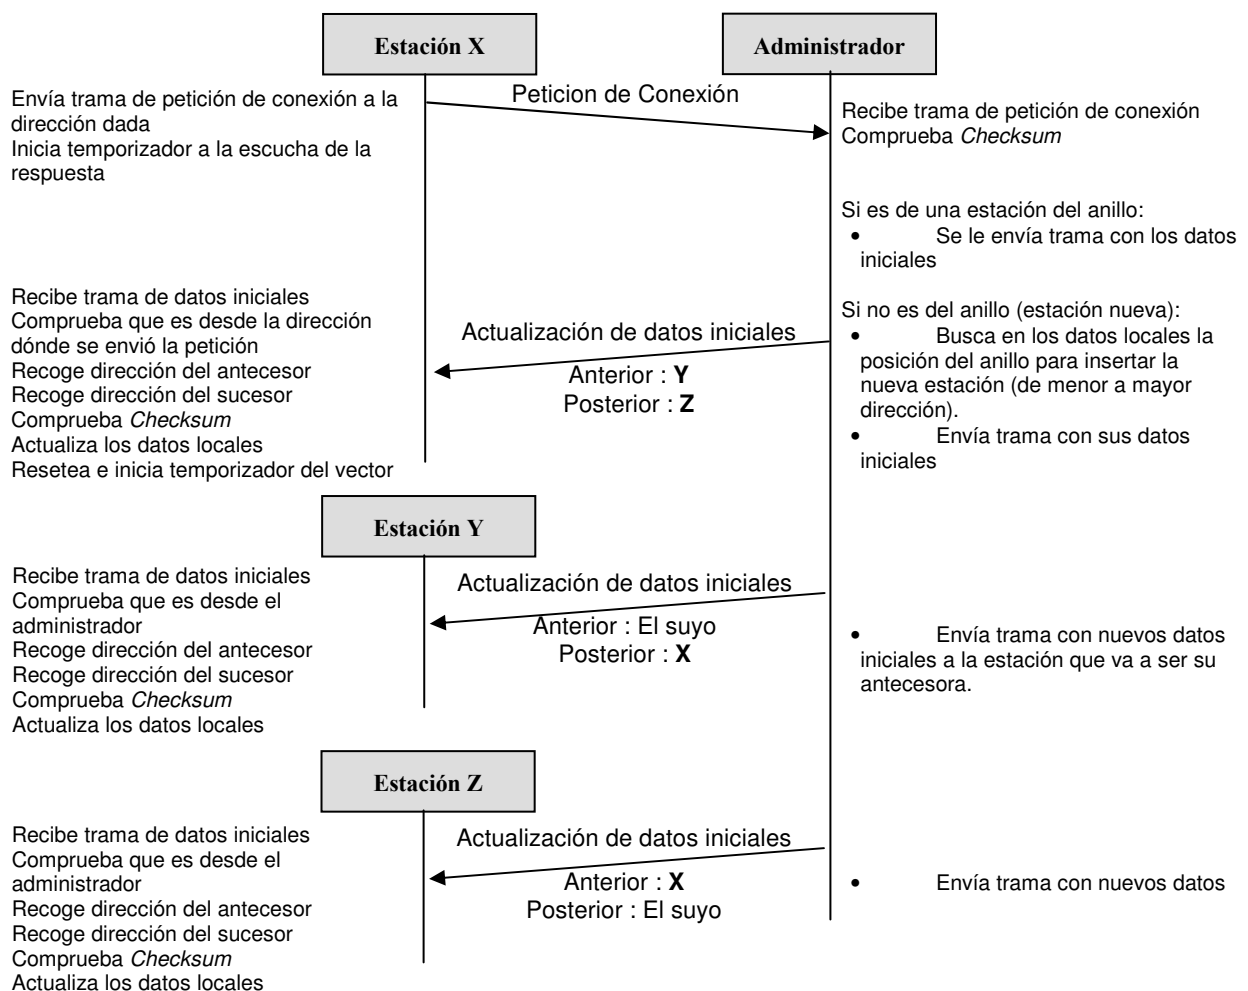 Estación X
Administrador
Envía trama de petición de conexión a la
dirección dada
Inicia temporizador a la escucha de la
respuesta
Peticion de Conexión
Recibe trama de petición de conexión
Comprueba Checksum
Si es de una estación del anillo:
• Se le envía trama con los datos
iniciales
Recibe trama de datos iniciales
Comprueba que es desde la dirección
dónde se envió la petición
Recoge dirección del antecesor
Recoge dirección del sucesor
Comprueba Checksum
Actualiza los datos locales
Resetea e inicia temporizador del vector
Actualización de datos iniciales
Anterior : Y
Posterior : Z
Si no es del anillo (estación nueva):
• Busca en los datos locales la
posición del anillo para insertar la
nueva estación (de menor a mayor
dirección).
• Envía trama con sus datos
iniciales
Estación Y
Recibe trama de datos iniciales
Comprueba que es desde el
administrador
Recoge dirección del antecesor
Recoge dirección del sucesor
Comprueba Checksum
Actualiza los datos locales
Actualización de datos iniciales
Anterior : El suyo
Posterior : X
• Envía trama con nuevos datos
iniciales a la estación que va a ser su
antecesora.
Estación Z
Recibe trama de datos iniciales
Comprueba que es desde el
administrador
Recoge dirección del antecesor
Recoge dirección del sucesor
Comprueba Checksum
Actualiza los datos locales
Actualización de datos iniciales
Anterior : X
Posterior : El suyo
• Envía trama con nuevos datos